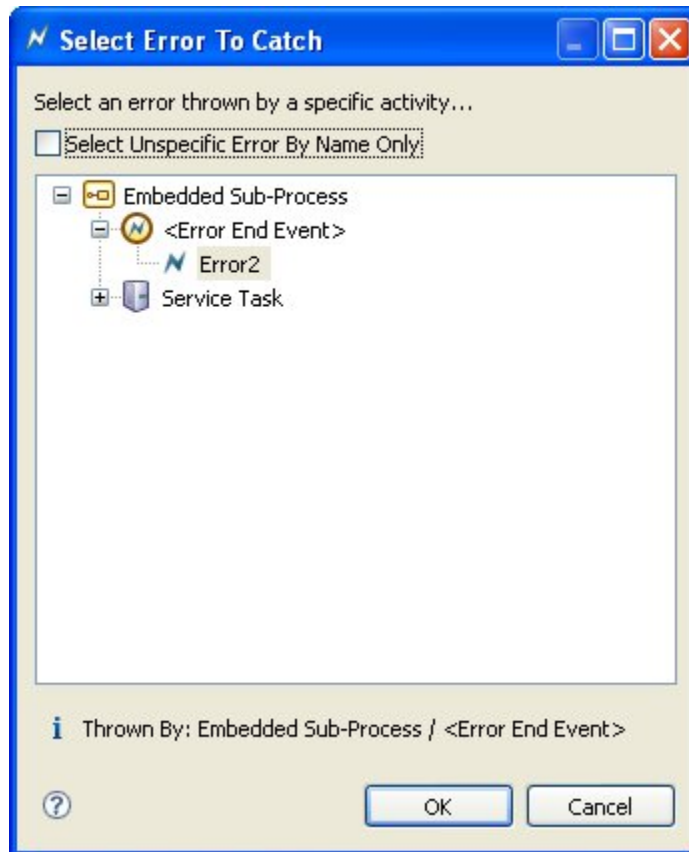 Select Error To Catch
Select an error thrown by a specific activity...
Select Unspecific Error By Name Only
Embedded Sub-Process
<Error End Event>
Error2
Service Task
Thrown By: Embedded Sub-Process / <Error End Event>
OK
Cancel